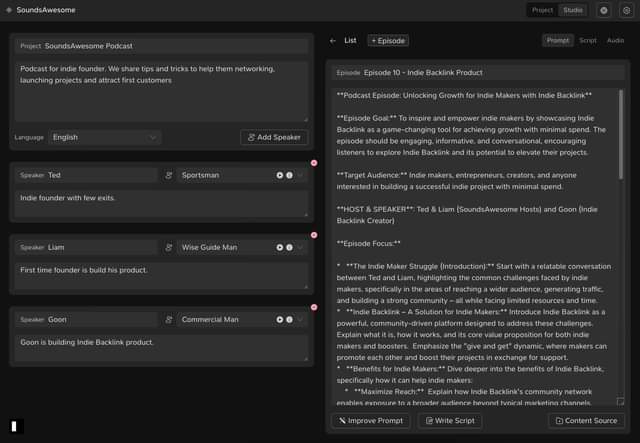 SoundsAwesome
Project Studio
Project SoundsAwesome Podcast
Podcast for indie founder. We share tips and tricks to help them networking,
launching projects and attract first customers
Language English
Add Speaker
Speaker Ted Sportsman
Indie founder with few exits.
Speaker Liam Wise Guide Man
First time founder is build his product.
Speaker Goon Commercial Man
Goon is building Indie Backlink product.
← List + Episode Prompt Script Audio
Episode Episode 10 - Indie Backlink Product
**Podcast Episode: Unlocking Growth for Indie Makers with Indie Backlink**
**Episode Goal:** To inspire and empower indie makers by showcasing Indie
Backlink as a game-changing tool for achieving growth with minimal spend. The
episode should be engaging, informative, and conversational, encouraging
listeners to explore Indie Backlink and its potential to elevate their projects.
**Target Audience:** Indie makers, entrepreneurs, creators, and anyone
interested in building a successful indie project with minimal spend.
**HOST & SPEAKER**: Ted & Liam (SoundsAwesome Hosts) and Goon (Indie
Backlink Creator)
**Episode Focus:**
* **The Indie Maker Struggle (Introduction):** Start with a relatable conversation
between Ted and Liam, highlighting the common challenges faced by indie
makers, specifically in the areas of reaching a wider audience, generating traffic,
and building a strong community – all while facing limited resources and time.
* **Indie Backlink – A Solution for Indie Makers:** Introduce Indie Backlink as a
powerful, community-driven platform designed to address these challenges.
Explain what it is, how it works, and its core value proposition for both indie
makers and boosters. Emphasize the "give and get" dynamic, where makers can
promote each other and boost their projects in exchange for support.
* **Benefits for Indie Makers:** Dive deeper into the benefits of Indie Backlink,
specifically how it can help indie makers:
* **Maximize Reach:** Explain how Indie Backlink's community network
enables exposure to a broader audience beyond typical marketing channels.
Improve Prompt Write Script Content Source